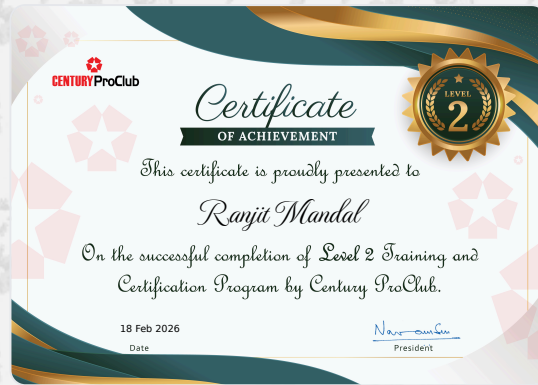 CENTURY ProClub
LEVEL
2
Certificate
OF ACHIEVEMENT
This certificate is proudly presented to
Ranjit Mandal
On the successful completion of Level 2 Training and
Certification Program by Century ProClub.
18 Feb 2026
Date
President